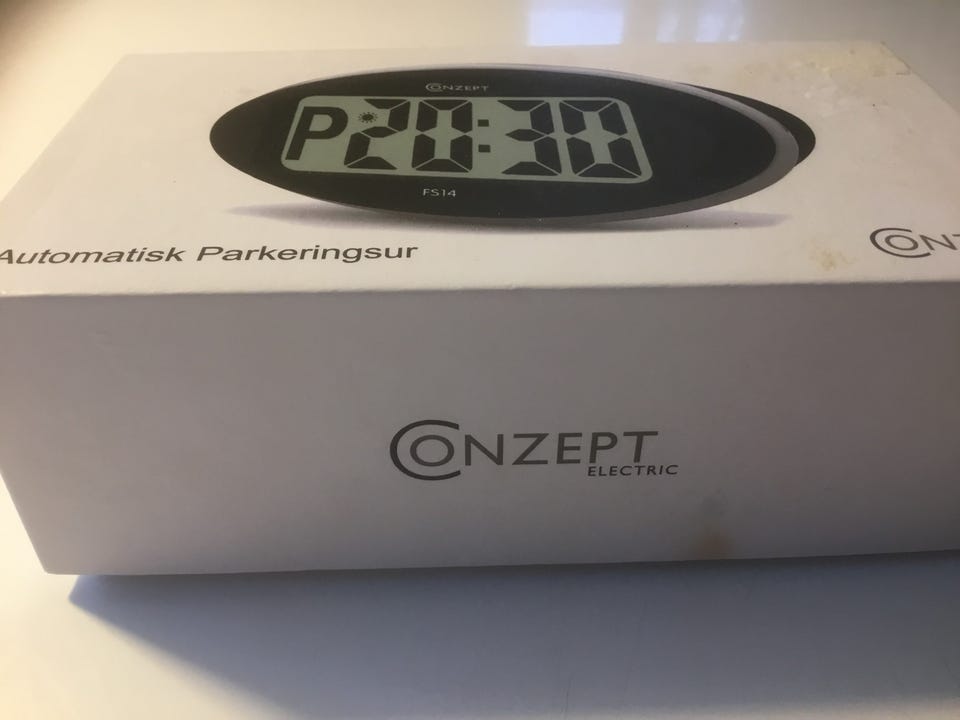 CONZEPT
P 20:30
FS14
Automatisk Parkeringsur
CONZEPT
ELECTRIC